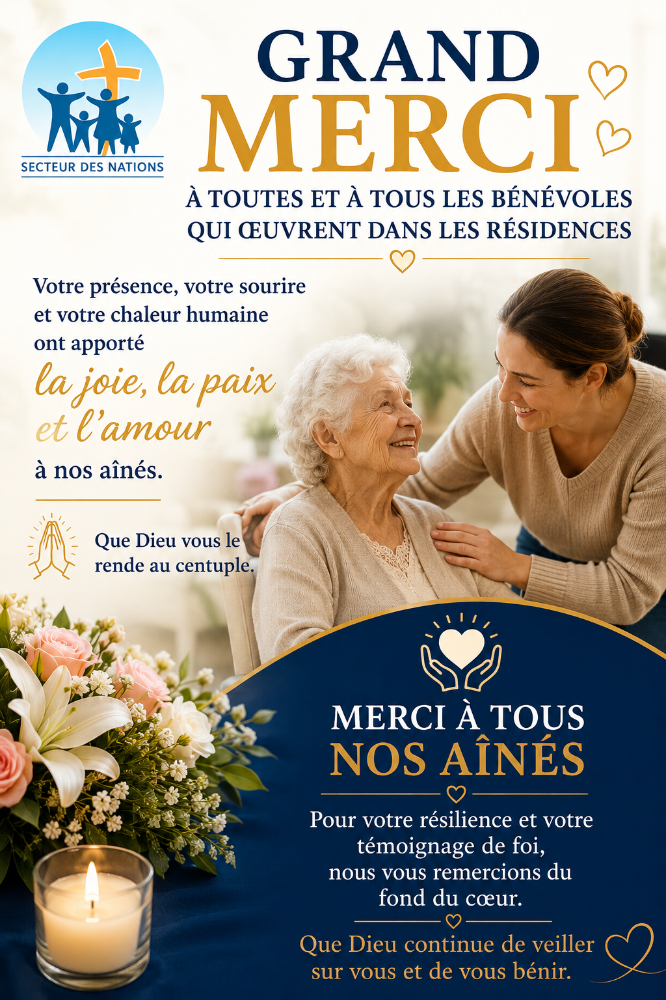 SECTEUR DES NATIONS
GRAND
MERCI
À TOUTES ET À TOUS LES BÉNÉVOLES
QUI ŒUVRENT DANS LES RÉSIDENCES
Votre présence, votre sourire
et votre chaleur humaine
ont apporté
la joie, la paix
et l'amour
à nos aînés.
Que Dieu vous le
rende au centuple.
MERCI À TOUS
NOS AÎNÉS
Pour votre résilience et votre
témoignage de foi,
nous vous remercions du
fond du cœur.
Que Dieu continue de veiller
sur vous et de vous bénir.